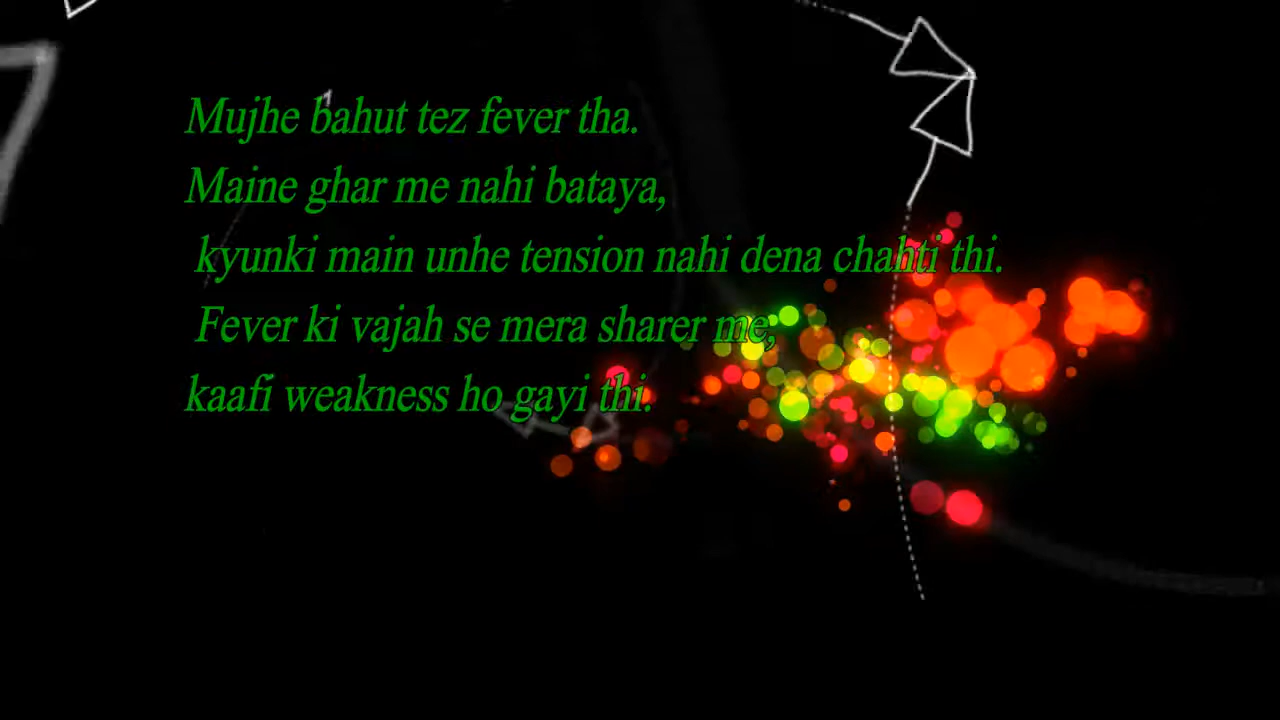 Mujhe bahut tez fever tha.
Maine ghar me nahi bataya,
kyunki main unhe tension nahi dena chahti thi.
Fever ki vajah se mera sharer me,
kaafi weakness ho gayi thi.